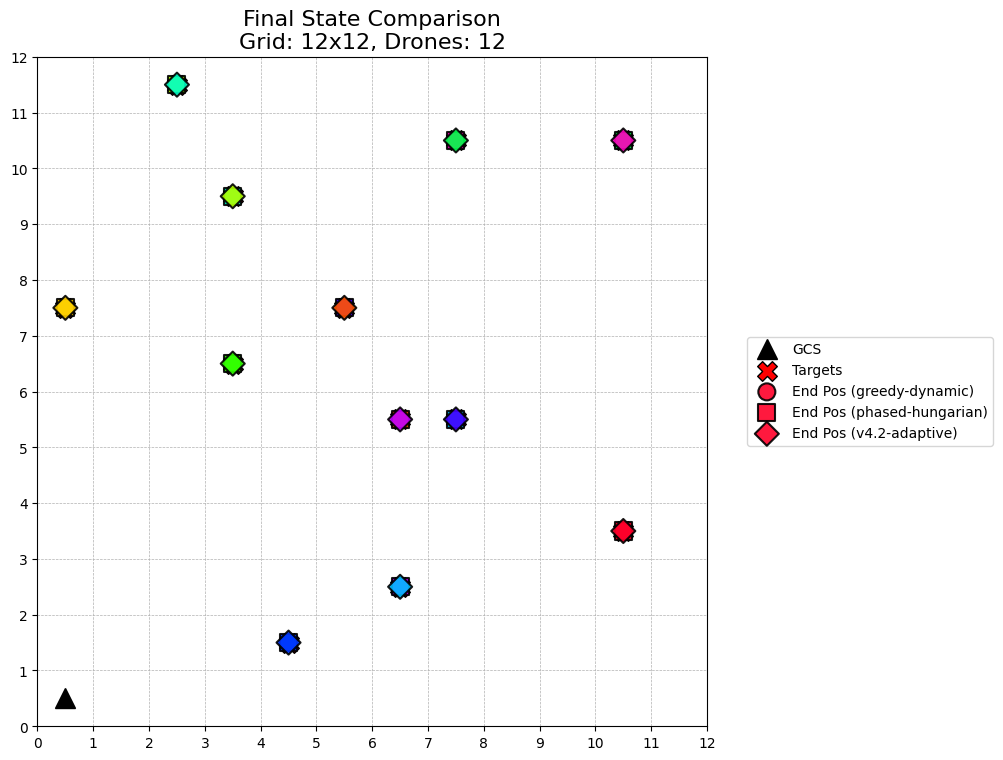 Final State Comparison
Grid: 12x12, Drones: 12
12
11
10
9
8
7
6
5
4
3
2
1
0
0 1 2 3 4 5 6 7 8 9 10 11 12
GCS
Targets
End Pos (greedy-dynamic)
End Pos (phased-hungarian)
End Pos (v4.2-adaptive)